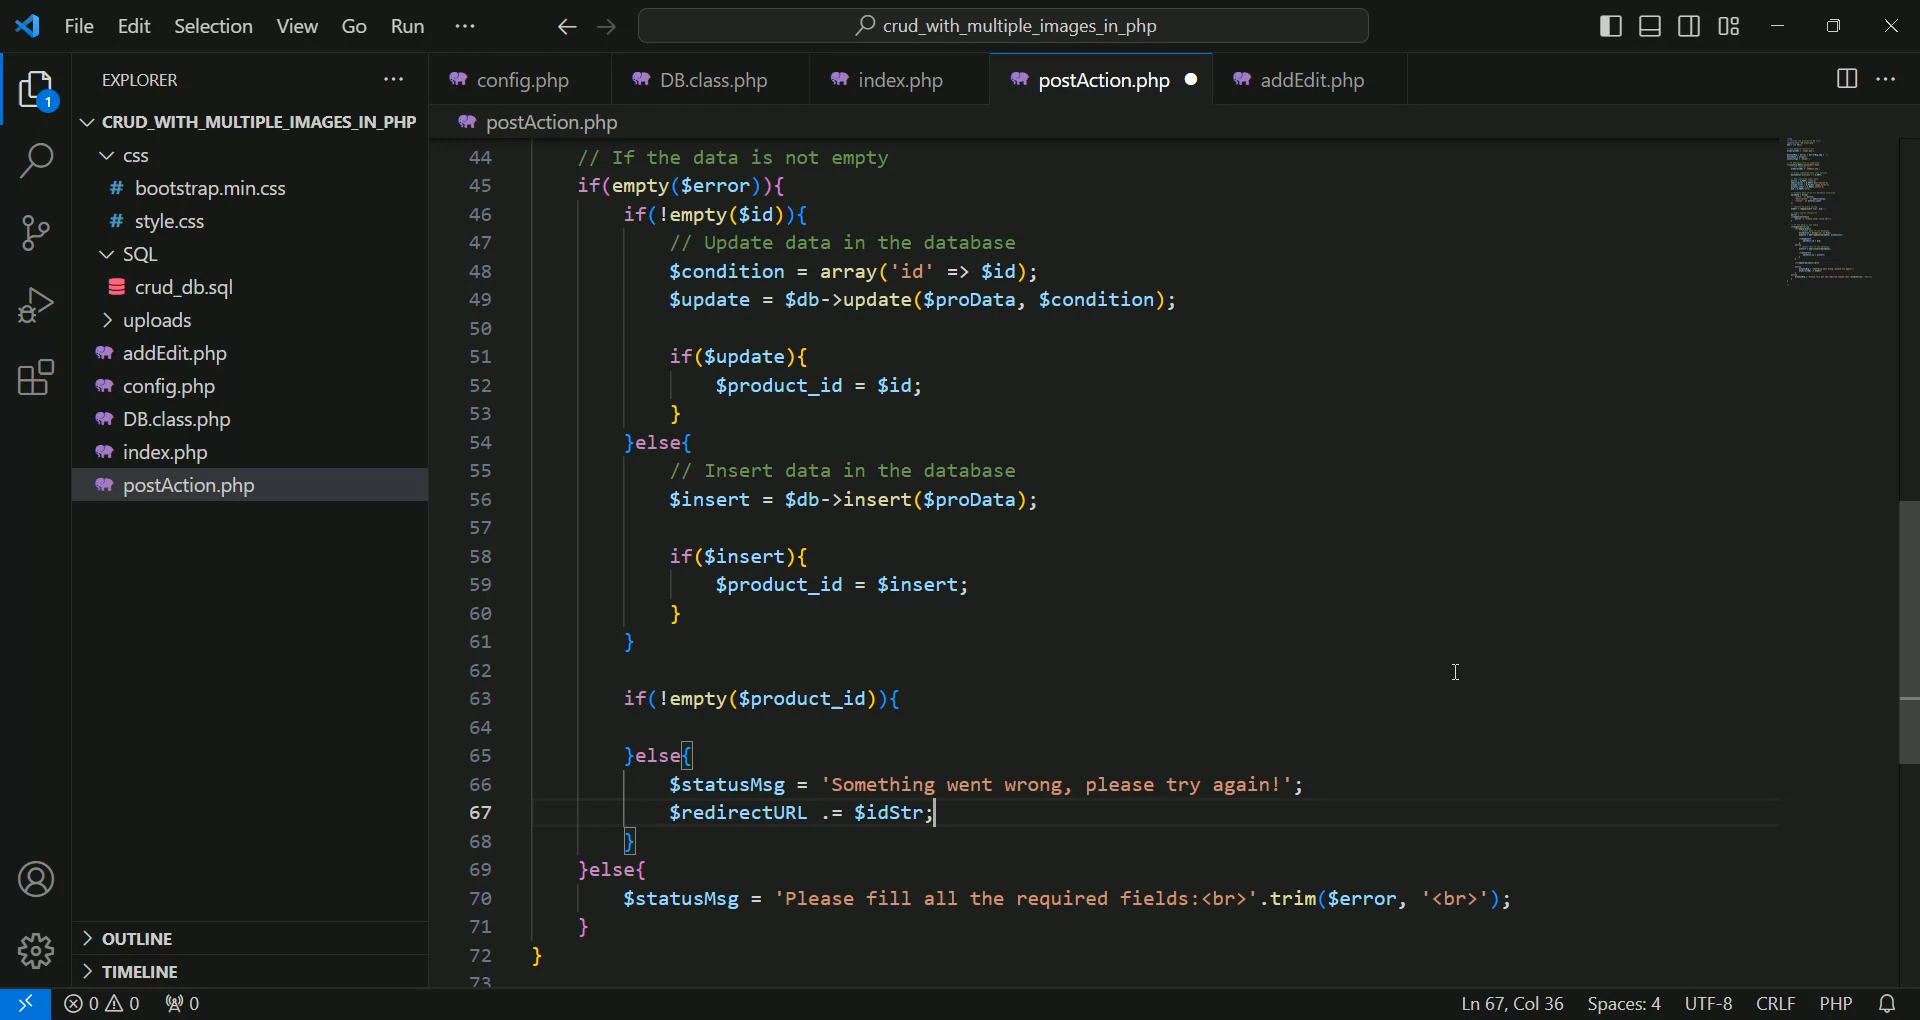 File Edit Selection View Go Run ···
crud_with_multiple_images_in_php
EXPLORER
1
CRUD_WITH_MULTIPLE_IMAGES_IN_PHP
css
# bootstrap.min.css
# style.css
SQL
crud_db.sql
uploads
addEdit.php
config.php
DB.class.php
index.php
postAction.php
OUTLINE
TIMELINE
config.php DB.class.php index.php postAction.php addEdit.php
postAction.php
44 // If the data is not empty
45 if(empty($error)){
46 if(!empty($id)){
47 // Update data in the database
48 $condition = array('id' => $id);
49 $update = $db->update($proData, $condition);
50
51 if($update){
52 $product_id = $id;
53 }
54 }else{
55 // Insert data in the database
56 $insert = $db->insert($proData);
57
58 if($insert){
59 $product_id = $insert;
60 }
61 }
62
63 if(!empty($product_id)){
64
65 }else{
66 $statusMsg = 'Something went wrong, please try again!';
67 $redirectURL .= $idStr;
68 }
69 }else{
70 $statusMsg = 'Please fill all the required fields:<br>'.trim($error, '<br>');
71 }
72 }
73
0 0 0 Ln 67, Col 36 Spaces: 4 UTF-8 CRLF PHP